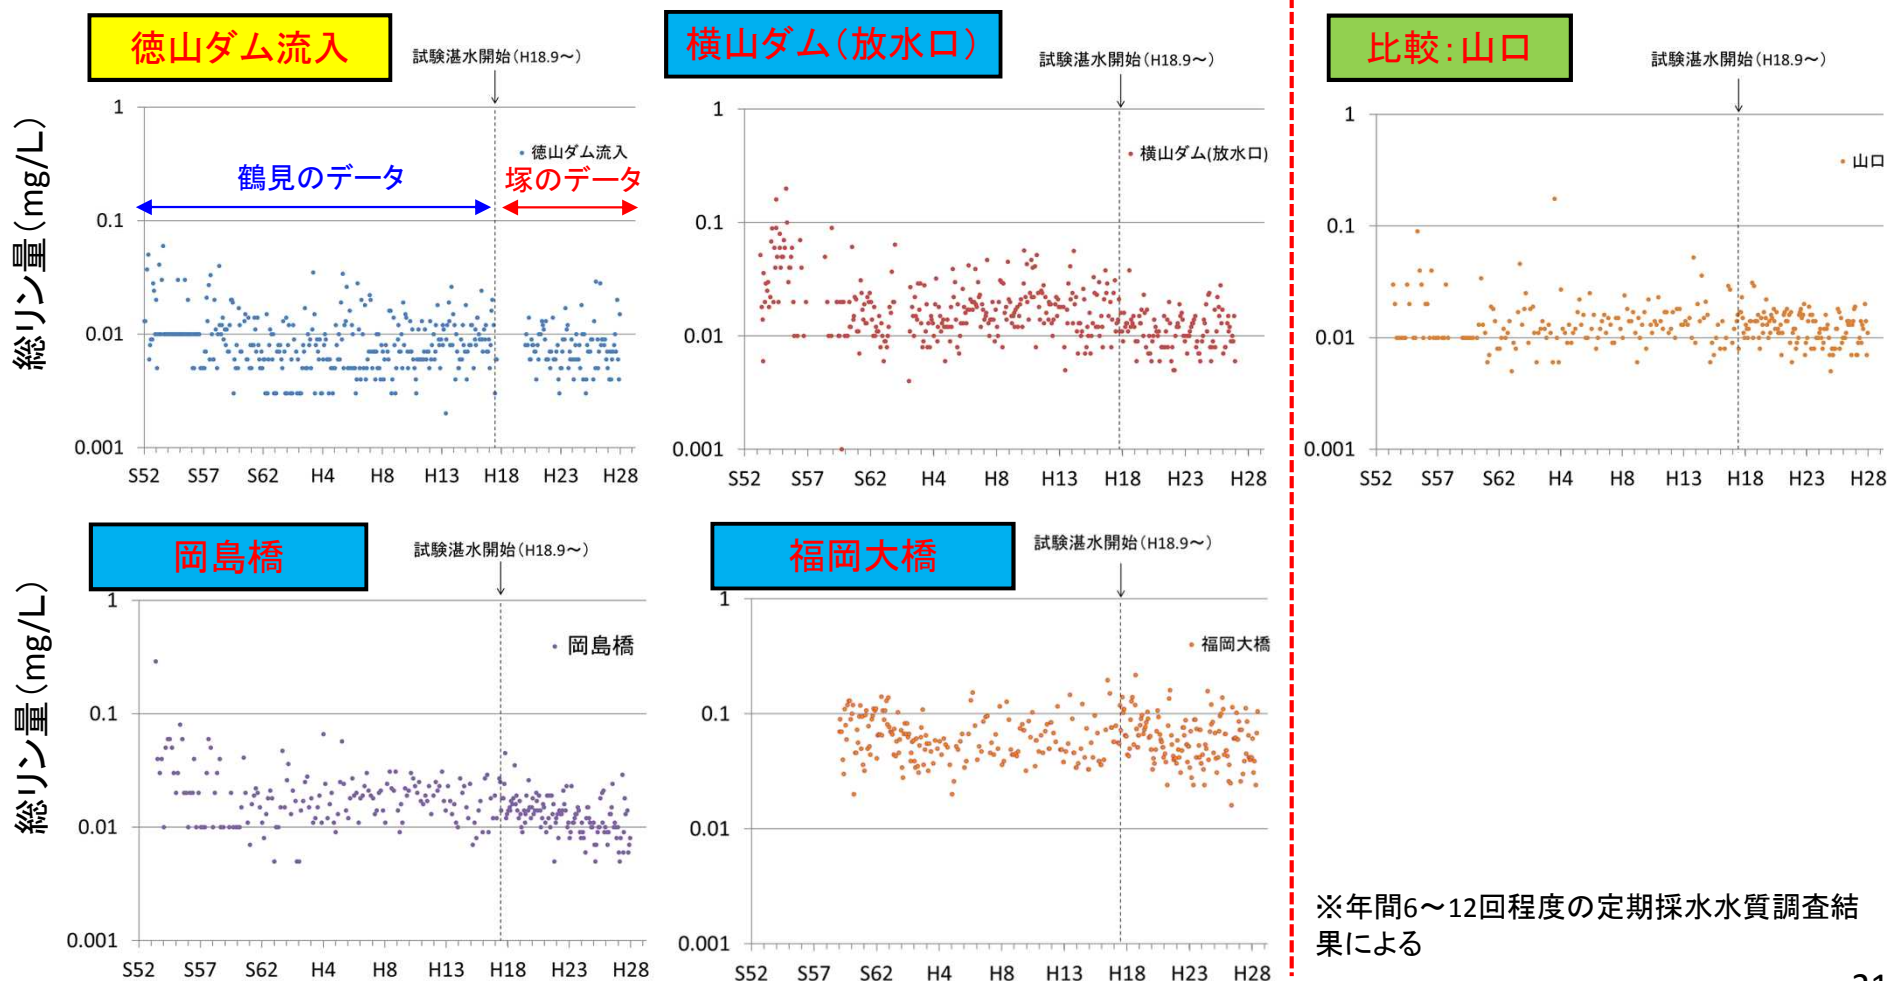 徳山ダム流入
試験湛水開始(H18.9～)
総リン量(mg/L)
1
0.1
0.01
0.001
徳山ダム流入
鶴見のデータ
塚のデータ
S52 S57 S62 H4 H8 H13 H18 H23 H28
横山ダム(放水口)
試験湛水開始(H18.9～)
1
0.1
0.01
0.001
横山ダム(放水口)
S52 S57 S62 H4 H8 H13 H18 H23 H28
比較:山口
試験湛水開始(H18.9～)
1
0.1
0.01
0.001
山口
S52 S57 S62 H4 H8 H13 H18 H23 H28
岡島橋
試験湛水開始(H18.9～)
総リン量(mg/L)
1
0.1
0.01
0.001
岡島橋
S52 S57 S62 H4 H8 H13 H18 H23 H28
福岡大橋
試験湛水開始(H18.9～)
1
0.1
0.01
0.001
福岡大橋
S52 S57 S62 H4 H8 H13 H18 H23 H28
※年間6～12回程度の定期採水水質調査結
果による